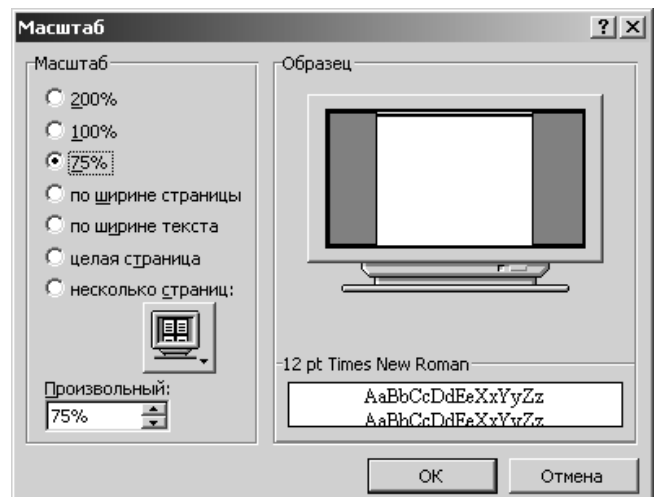 Масштаб
Масштаб
200%
100%
75%
по ширине страницы
по ширине текста
целая страница
несколько страниц:
Произвольный:
75%
Образец
12 pt Times New Roman
AaBbCcDdEeXxYyZz
AaBbCcDdEeXxYyZz
ОК
Отмена